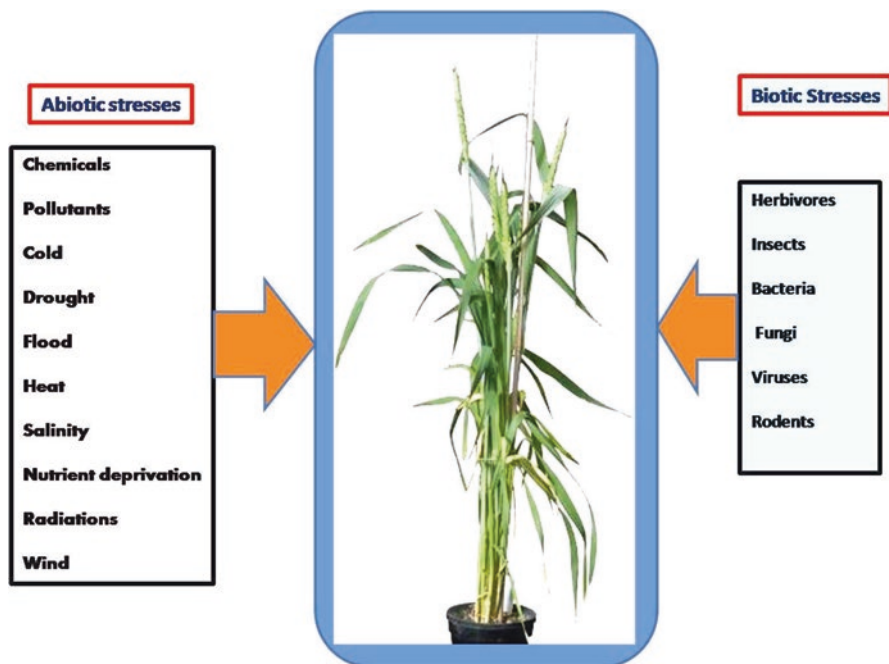 Abiotic stresses
Chemicals
Pollutants
Cold
Drought
Flood
Heat
Salinity
Nutrient deprivation
Radiations
Wind
Biotic Stresses
Herbivores
Insects
Bacteria
Fungi
Viruses
Rodents